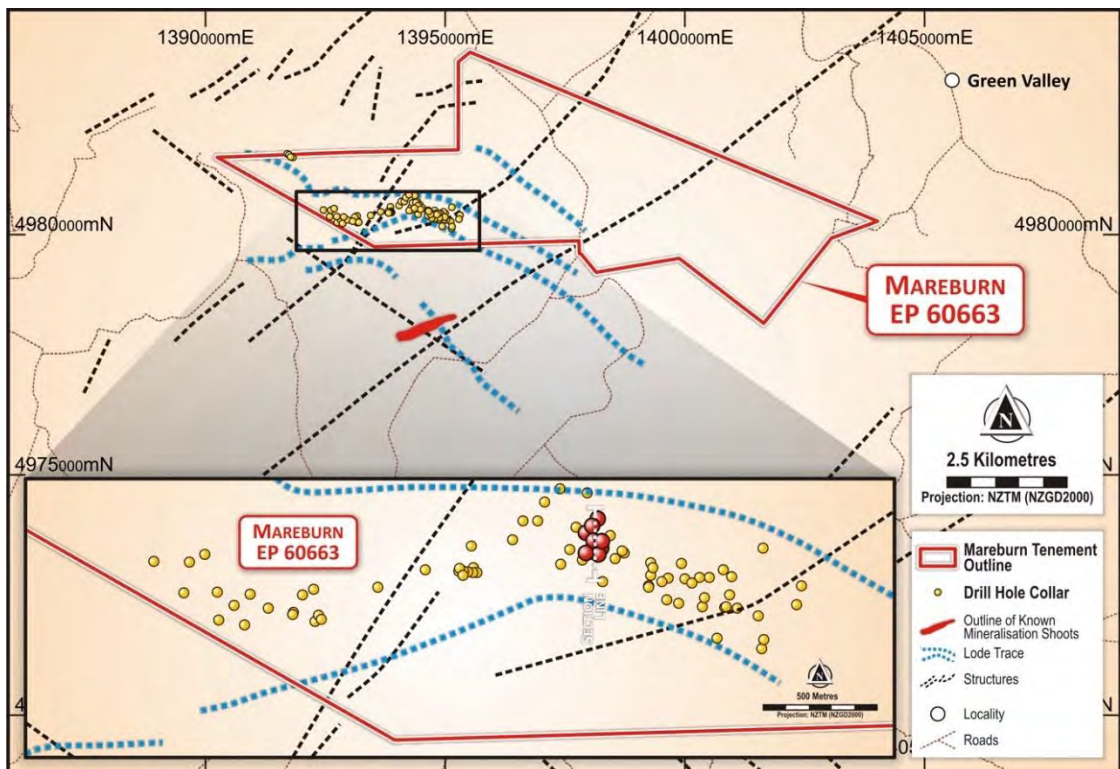 1390000mE
1395000mE
1400000mE
1405000mE
Green Valley
4980000mN
4980000mN
MAREBURN
EP 60663
4975000mN
N
2.5 Kilometres
Projection: NZTM (NZGD2000)
MAREBURN
EP 60663
SECTION
LINE
N
500 Metres
Projection: NZTM (NZGD2000)
Mareburn Tenement
Outline
Drill Hole Collar
Outline of Known
Mineralisation Shoots
Lode Trace
Structures
Locality
Roads